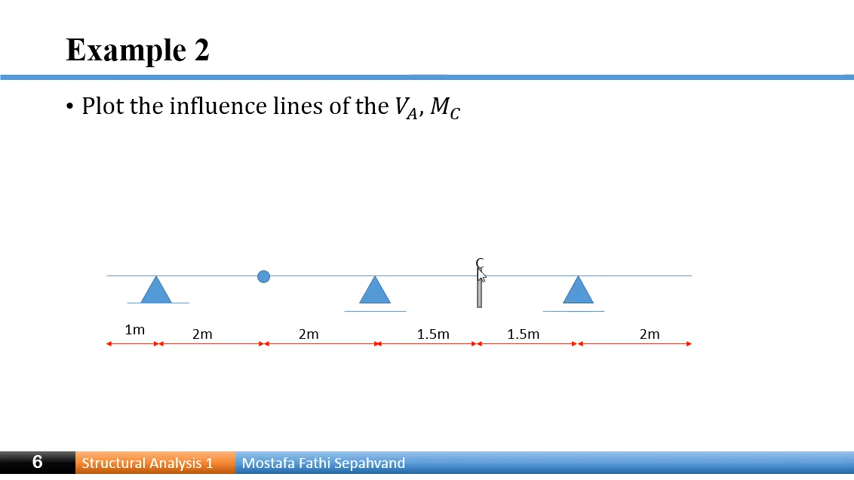 Example 2
• Plot the influence lines of the V_A, M_C
C
1m 2m 2m 1.5m 1.5m 2m
6 Structural Analysis 1 Mostafa Fathi Sepahvand